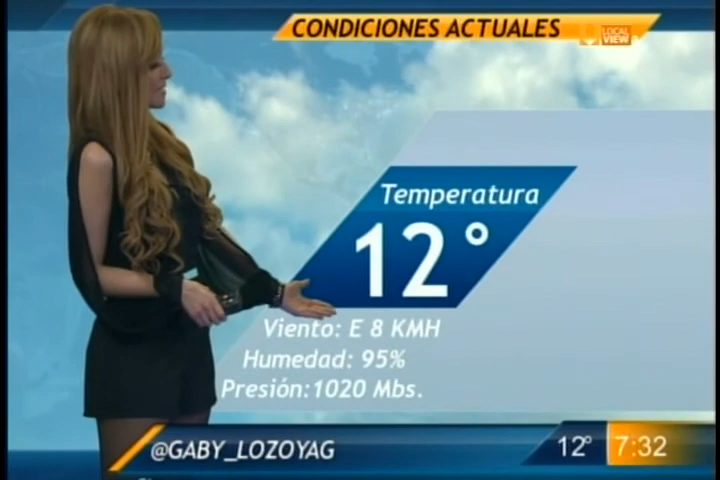 CONDICIONES ACTUALES
LOCAL
VIEW
Temperatura
12°
Viento: E 8 KMH
Humedad: 95%
Presión:1020 Mbs.
@GABY_LOZOYAG
12° 7:32